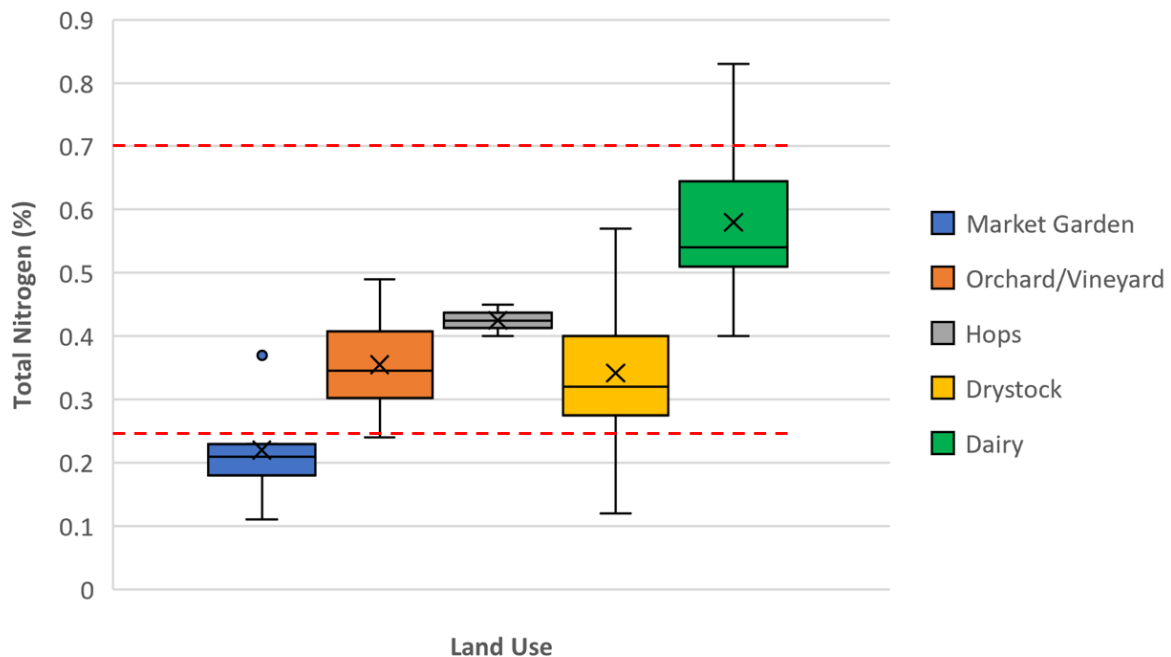 0.9
0.8
0.7
0.6
0.5
0.4
0.3
0.2
0.1
0
Total Nitrogen (%)
Land Use
Market Garden
Orchard/Vineyard
Hops
Drystock
Dairy